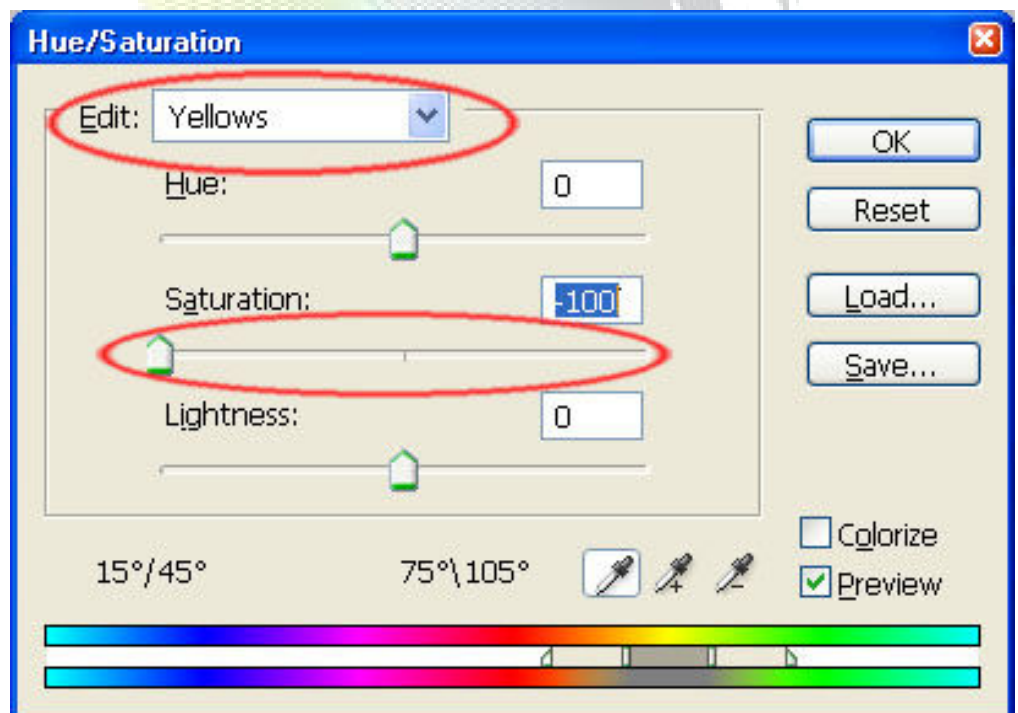 Hue/Saturation
Edit: Yellows
OK
Hue: 0
Reset
Saturation: -100
Load...
Save...
Lightness: 0
Colorize
15°/45° 75°\105°
Preview